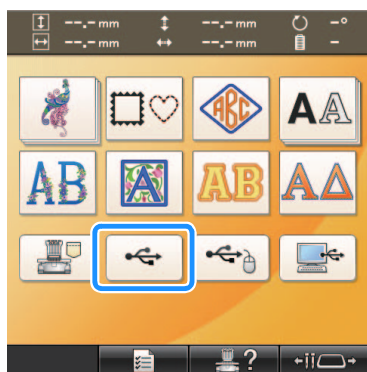 --.- mm --.- mm -°
--.- mm --.- mm -
ABC AA
AB A AB AΔ
?